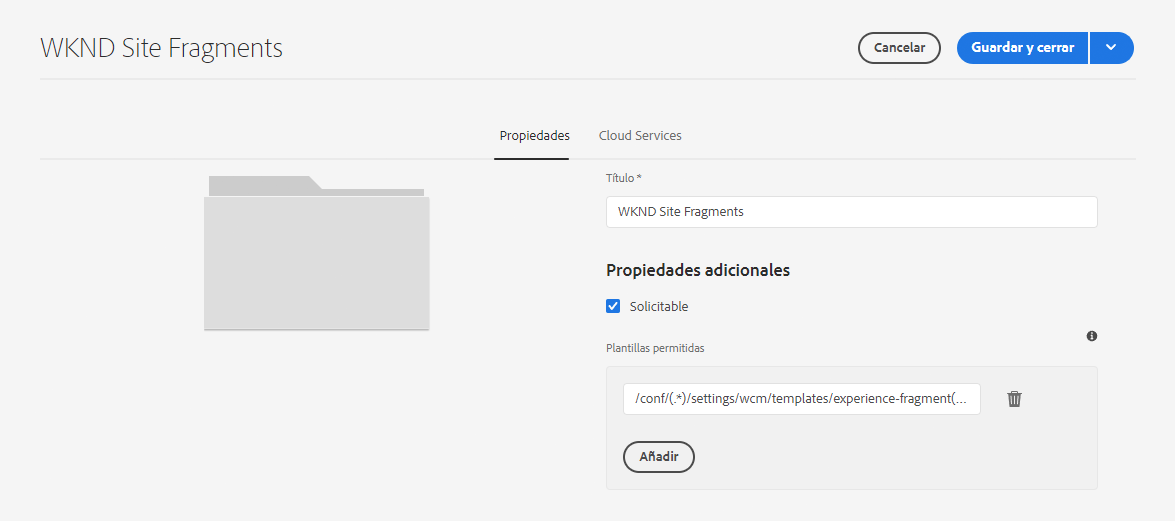 WKND Site Fragments
Cancelar
Guardar y cerrar
Propiedades
Cloud Services
Título *
WKND Site Fragments
Propiedades adicionales
Solicitable
Plantillas permitidas
/conf/(.*)/settings/wcm/templates/experience-fragment(...
Añadir